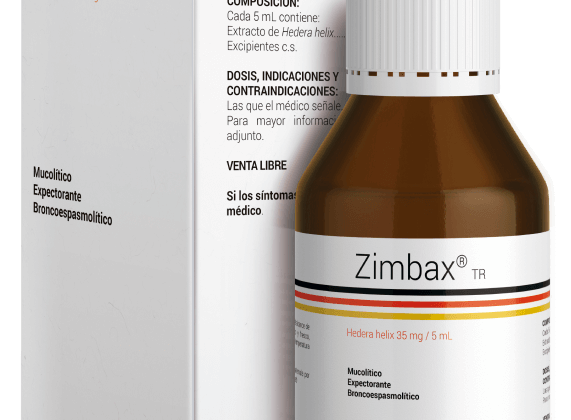 COMPOSICIÓN:
Cada 5 mL contiene:
Extracto de Hedera helix.....
Excipientes c.s.
DOSIS, INDICACIONES Y
CONTRAINDICACIONES:
Las que el médico señale.
Para mayor
adjunto.
VENTA LIBRE
Si los síntomas
médico.
Mucolítico
Expectorante
Broncoespasmolítico
Zimbax® TR
Hedera helix 35 mg / 5 mL
Mucolítico
Expectorante
Broncoespasmolítico